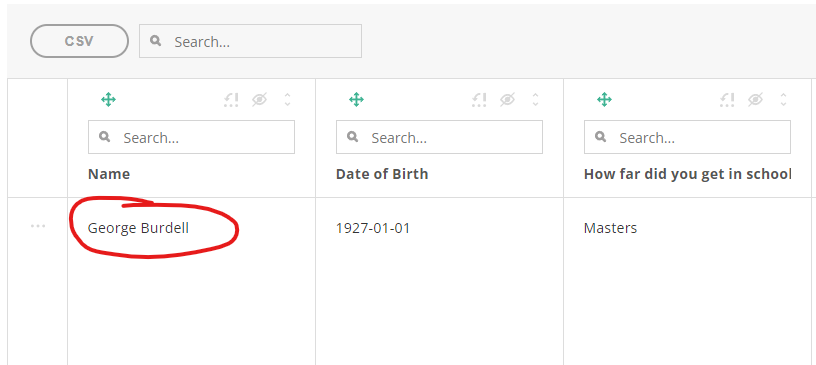 CSV Search...
Search... Search... Search...
Name Date of Birth How far did you get in school
George Burdell 1927-01-01 Masters